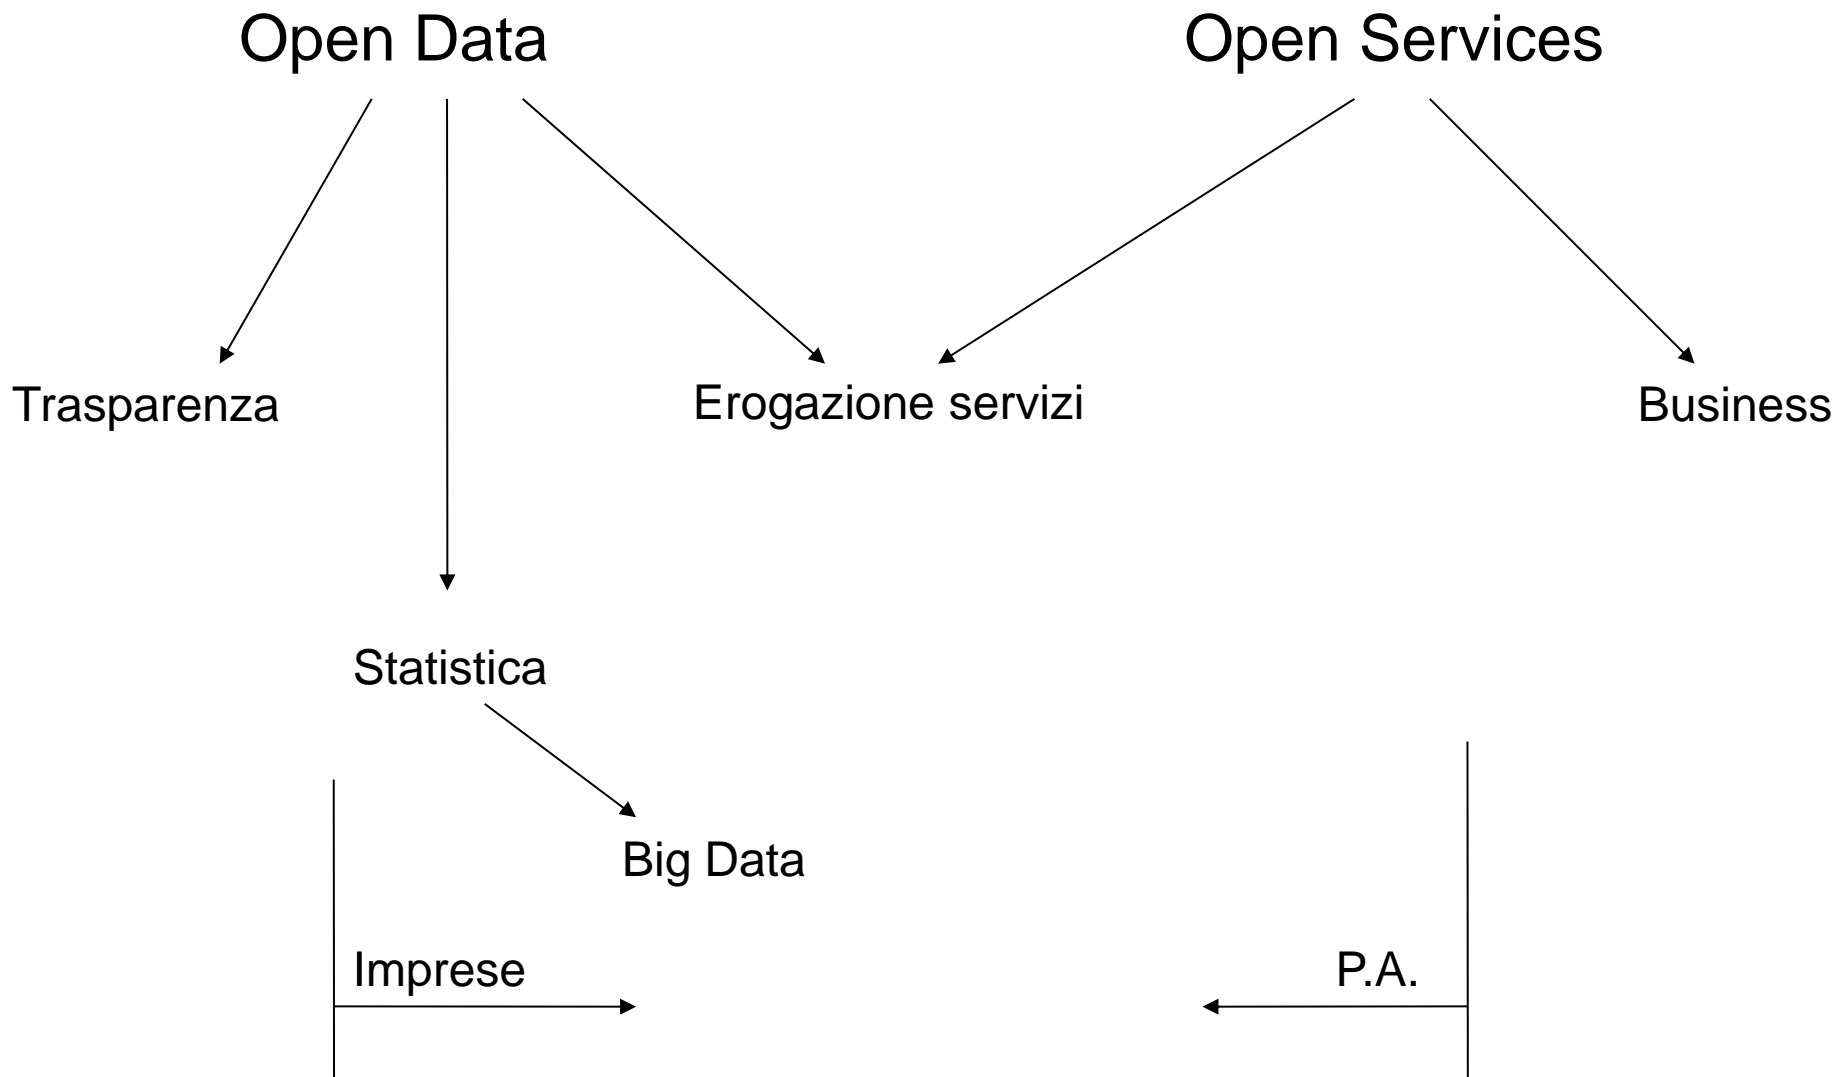 Open Data
Open Services
Trasparenza
Erogazione servizi
Business
Statistica
Big Data
Imprese
P.A.